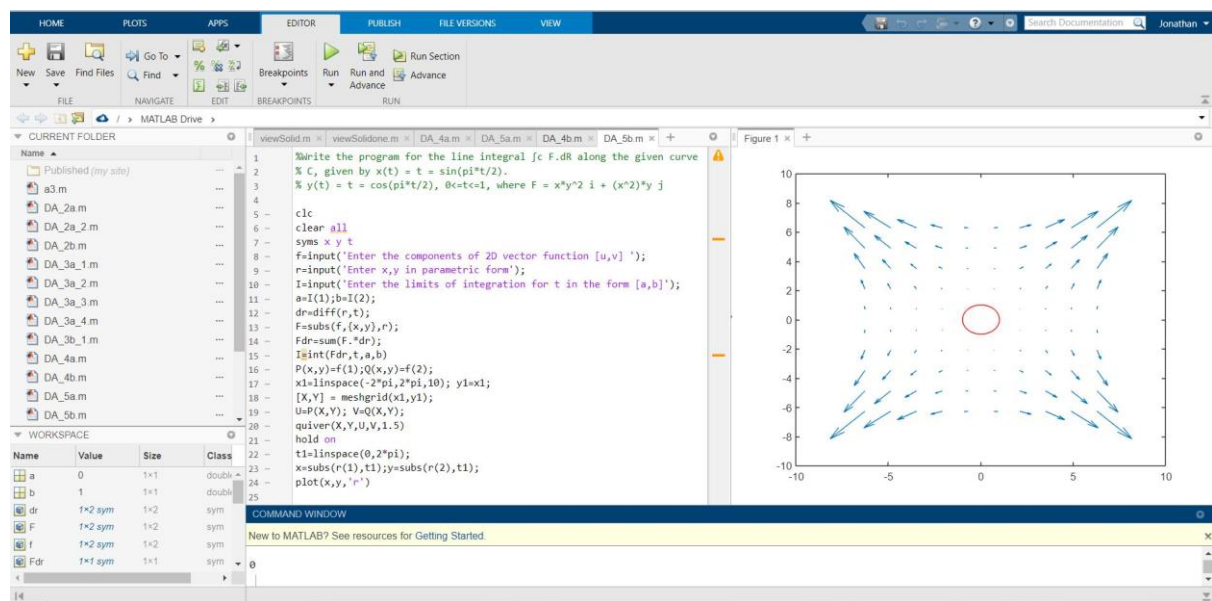 HOME PLOTS APPS EDITOR PUBLISH FILE VERSIONS VIEW Search Documentation Jonathan
New Save Find Files Go To Find Breakpoints Run Run and Advance Run Section Advance
FILE NAVIGATE EDIT BREAKPOINTS RUN
/ > MATLAB Drive >
CURRENT FOLDER
Name
Published (my site)
a3.m
DA_2a.m
DA_2a_2.m
DA_2b.m
DA_3a_1.m
DA_3a_2.m
DA_3a_3.m
DA_3a_4.m
DA_3b_1.m
DA_4a.m
DA_4b.m
DA_5a.m
DA_5b.m
WORKSPACE
Name Value Size Class
a 0 1×1 double
b 1 1×1 double
dr 1×2 sym 1×2 sym
F 1×2 sym 1×2 sym
f 1×2 sym 1×2 sym
Fdr 1×1 sym 1×1 sym
viewSolid.m × viewSolidone.m × DA_4a.m × DA_5a.m × DA_4b.m × DA_5b.m × +
1 %Write the program for the line integral ∫c F.dR along the given curve
2 % C, given by x(t) = t = sin(pi*t/2).
3 % y(t) = t = cos(pi*t/2), 0<=t<=1, where F = x*y^2 i + (x^2)*y j
4
5 clc
6 clear all
7 syms x y t
8 f=input('Enter the components of 2D vector function [u,v] ');
9 r=input('Enter x,y in parametric form');
10 I=input('Enter the limits of integration for t in the form [a,b]');
11 a=I(1);b=I(2);
12 dr=diff(r,t);
13 F=subs(f,{x,y},r);
14 Fdr=sum(F.*dr);
15 I=int(Fdr,t,a,b)
16 P(x,y)=f(1);Q(x,y)=f(2);
17 x1=linspace(-2*pi,2*pi,10); y1=x1;
18 [X,Y] = meshgrid(x1,y1);
19 U=P(X,Y); V=Q(X,Y);
20 quiver(X,Y,U,V,1.5)
21 hold on
22 t1=linspace(0,2*pi);
23 x=subs(r(1),t1);y=subs(r(2),t1);
24 plot(x,y,'r')
25
Figure 1 × +
10
8
6
4
2
0
-2
-4
-6
-8
-10
-10 -5 0 5 10
COMMAND WINDOW
New to MATLAB? See resources for Getting Started.
0